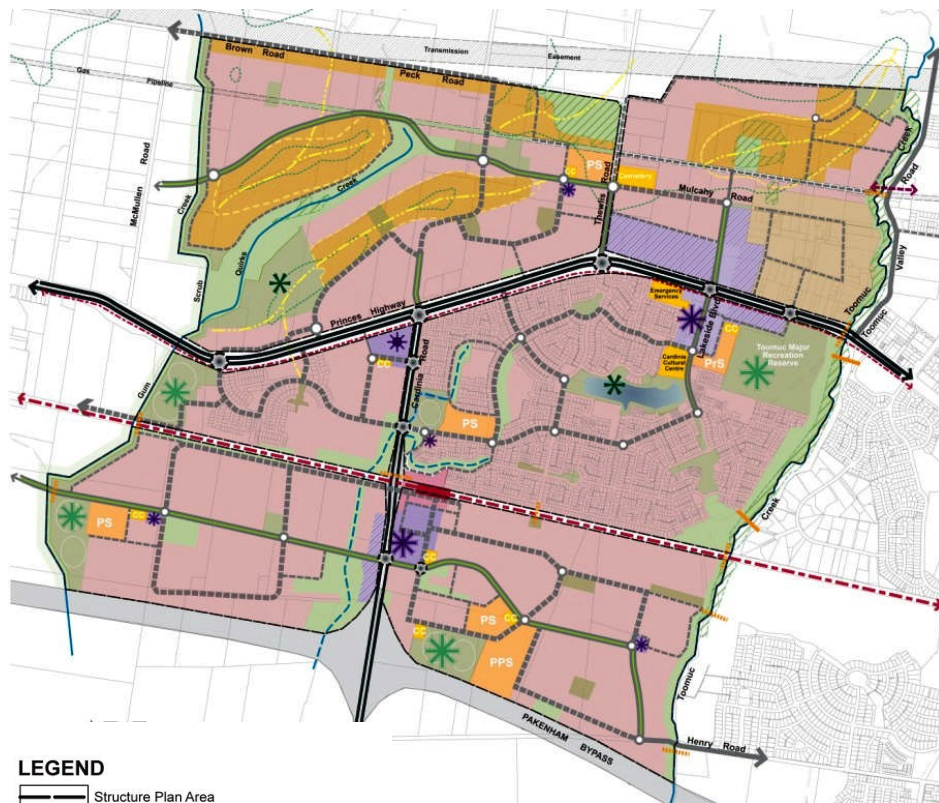 Transmission
Easement
Brown Road
Peck Road
Gas
Pipeline
McMullen
Road
Creek
Scrub
Gum
Quirks
Creek
PS
CC
Cemetery
Thewlis
Road
Mulcahy
Road
Creek
Road
Valley
Toomuc
Toomuc
Princes Highway
Emergency
Services
Lakeside Blvd
CC
Cardinia
Cultural
Centre
PrS
Toomuc Major
Recreation
Reserve
CC
Cardinia
Road
PS
Creek
PS
CC
CC
PS
CC
CC
PPS
Toomuc
Henry Road
PAKENHAM BYPASS
LEGEND
Structure Plan Area